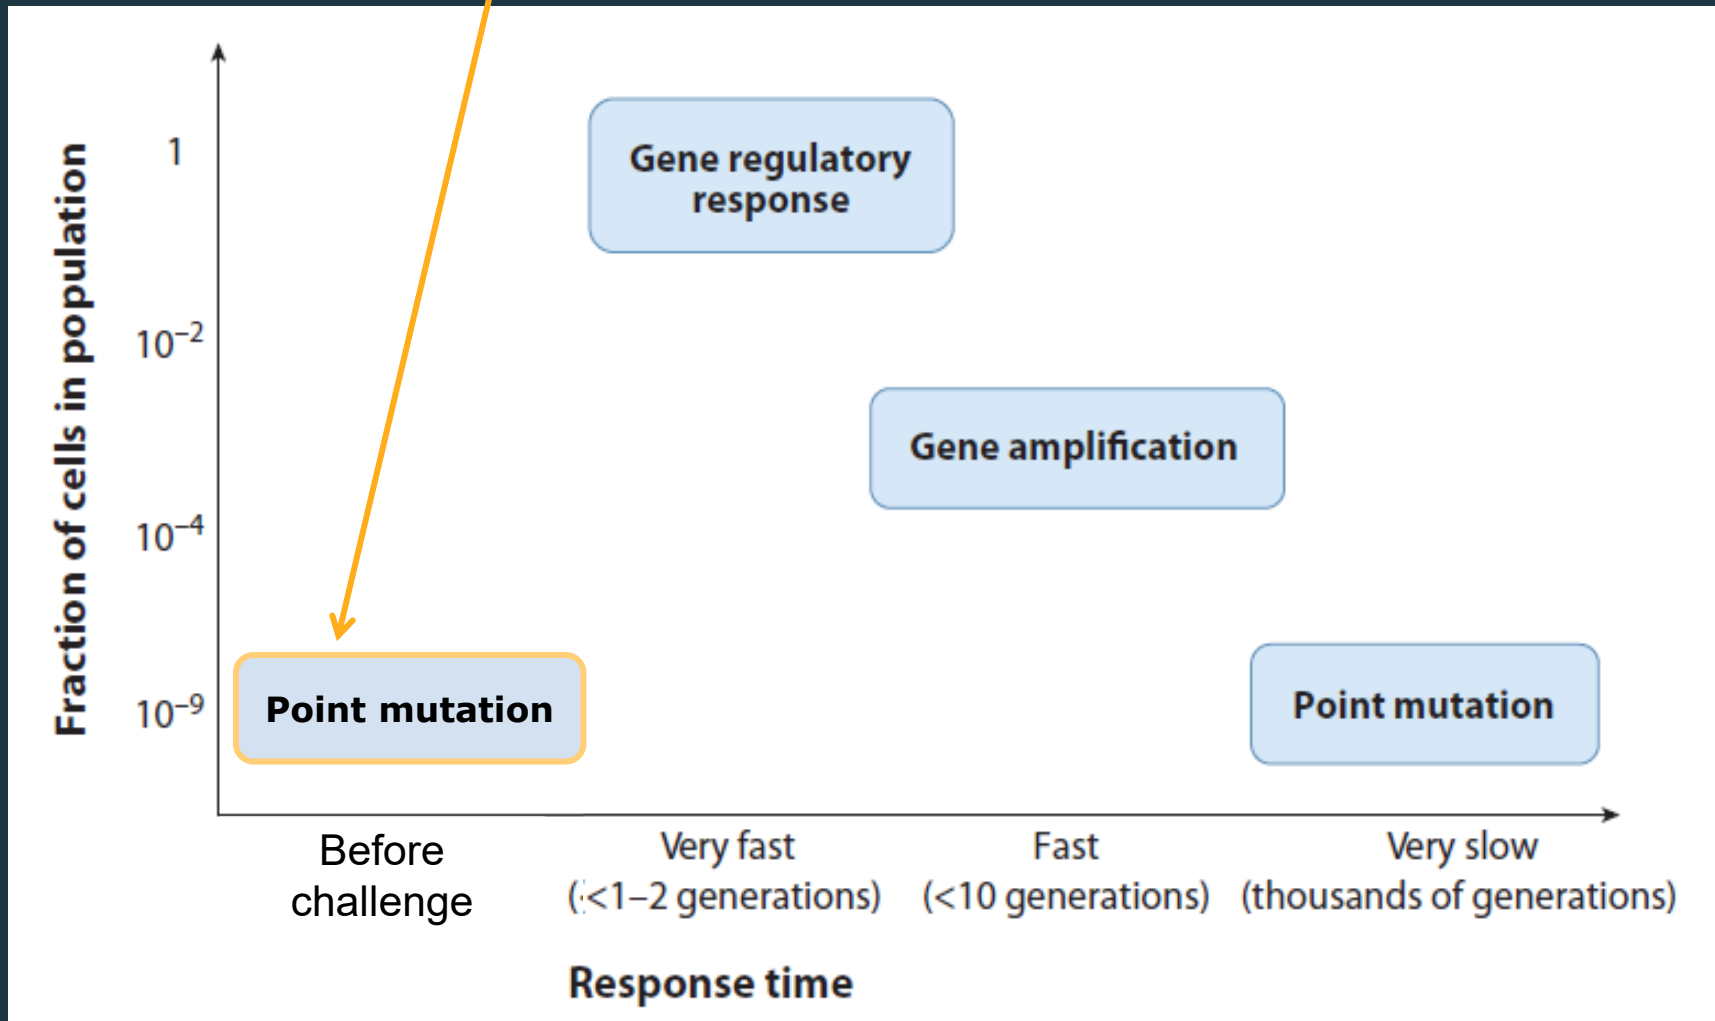 Fraction of cells in population
1
10⁻²
10⁻⁴
10⁻⁹
Gene regulatory
response
Gene amplification
Point mutation
Point mutation
Before
challenge
Very fast
(<1–2 generations)
Fast
(<10 generations)
Very slow
(thousands of generations)
Response time